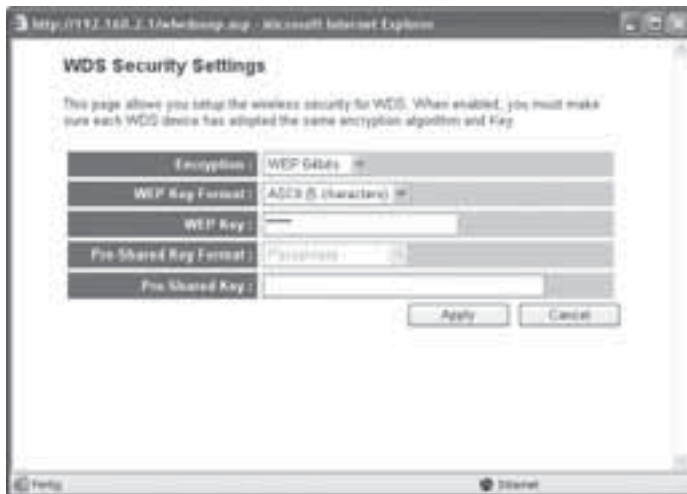 http://192.168.2.1/ - Microsoft Internet Explorer
WDS Security Settings
This page allows you setup the wireless security for WDS. When enabled, you must make
sure each WDS device has adopted the same encryption algorithm and Key.
Encryption : WEP 64bits
WEP Key Format : ASCII (5 characters)
WEP Key :
Pre-Shared Key Format : Passphrase
Pre-Shared Key :
Apply Cancel
Fertig Internet